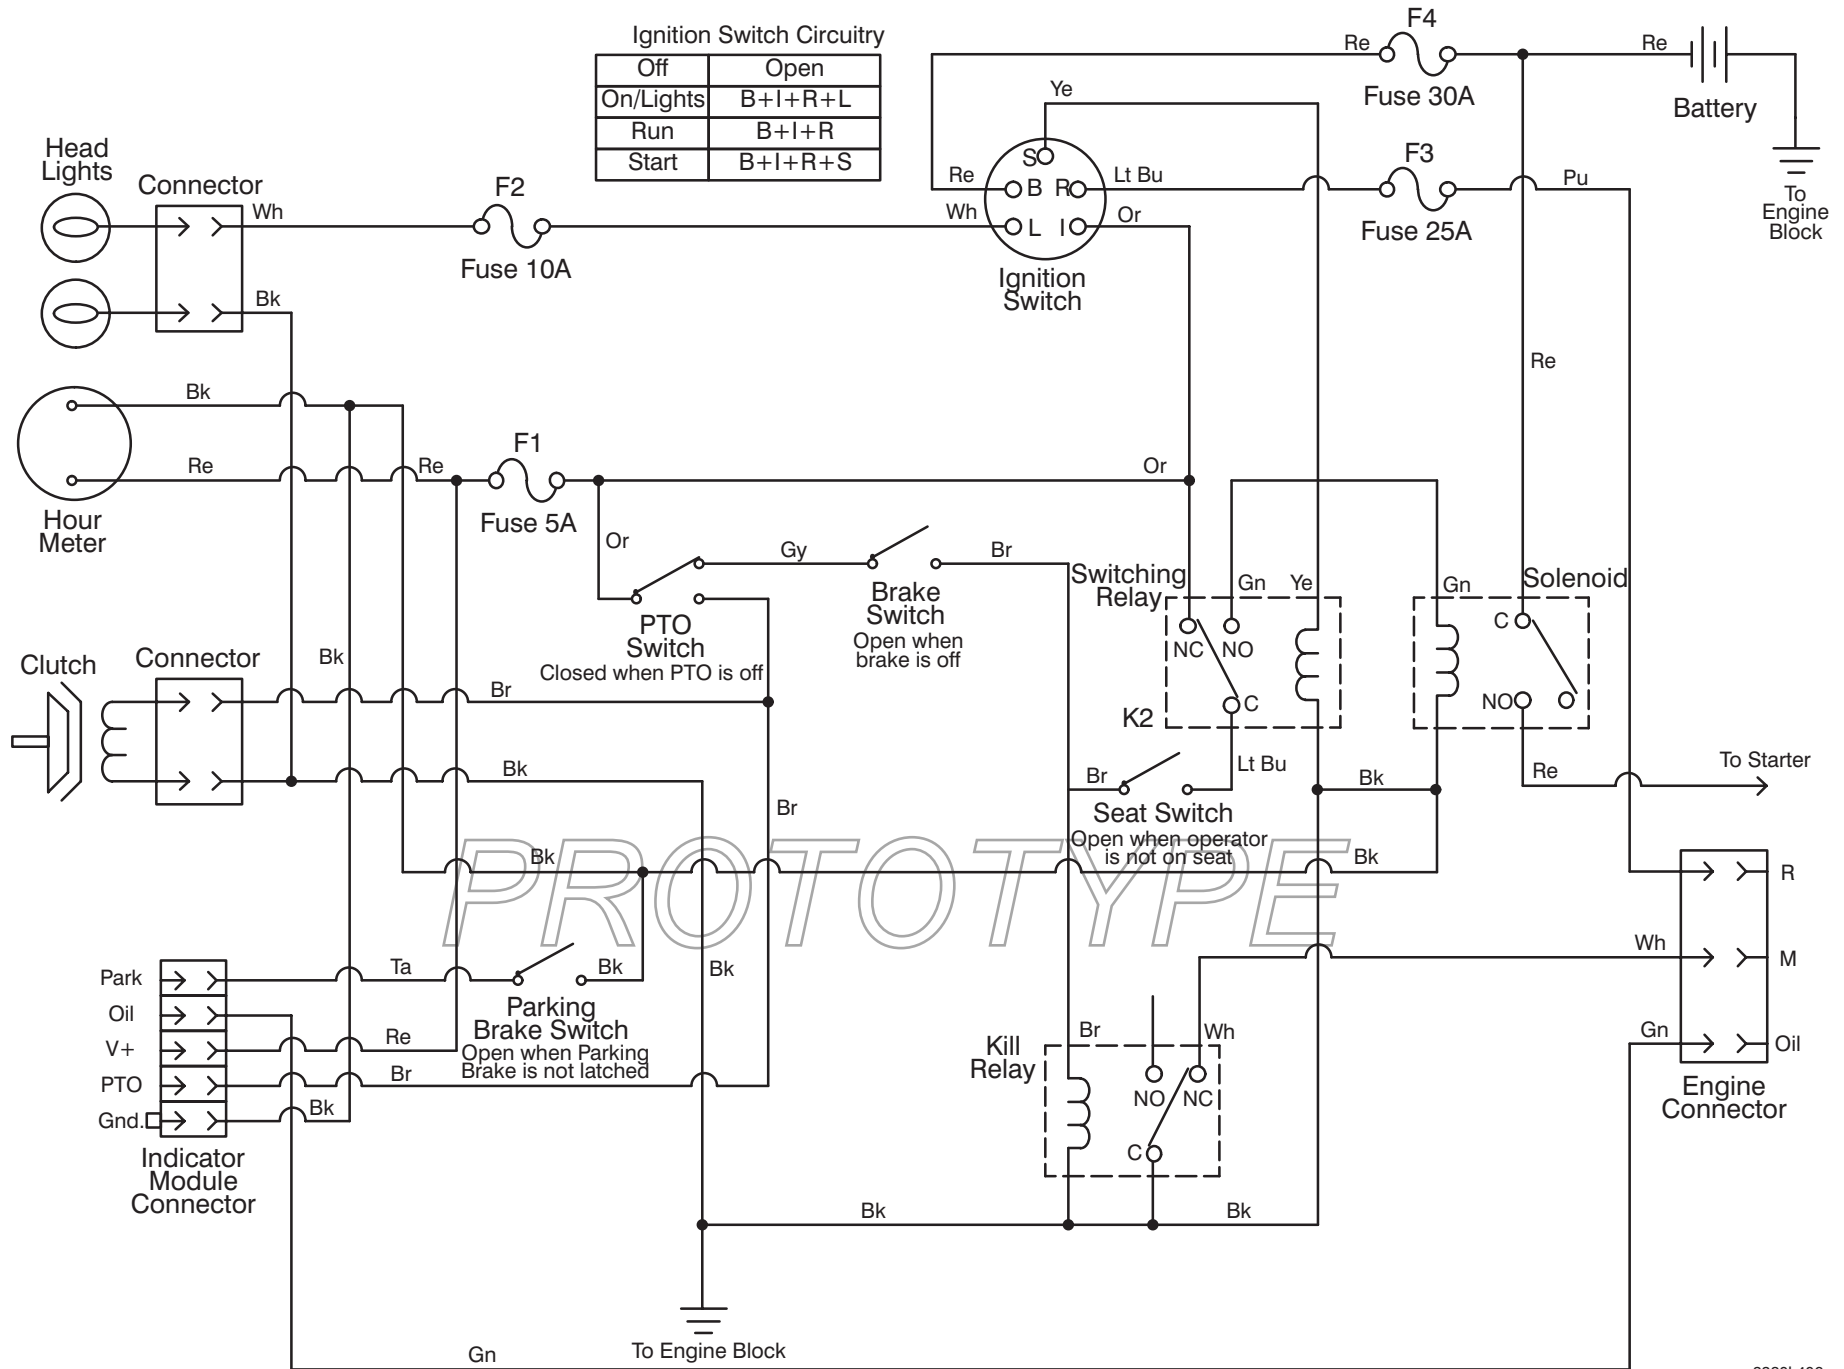 Ignition Switch Circuitry
Off Open
On/Lights B+I+R+L
Run B+I+R
Start B+I+R+S
F4
Re
Re
Fuse 30A
Battery
To
Engine
Block
Ye
S
Re
B
R
Lt Bu
F3
Pu
Fuse 25A
Wh
L
I
Or
Ignition
Switch
Head
Lights
Connector
Wh
F2
Fuse 10A
Bk
Re
Bk
Re
Re
Hour
Meter
F1
Fuse 5A
Or
Or
Gy
Br
PTO
Switch
Closed when PTO is off
Brake
Switch
Open when
brake is off
Switching
Relay
Gn
Ye
NC
NO
C
K2
Gn
Solenoid
C
NO
Clutch
Connector
Bk
Br
Bk
Br
Br
Lt Bu
Seat Switch
Open when operator
is not on seat
Bk
Re
To Starter
PROTOTYPE
Bk
Bk
R
Wh
M
Gn
Oil
Engine
Connector
Park
Oil
V+
PTO
Gnd.
Ta
Bk
Bk
Parking
Brake Switch
Open when Parking
Brake is not latched
Re
Br
Bk
Indicator
Module
Connector
Kill
Relay
Br
Wh
NO
NC
C
Bk
Bk
To Engine Block
Gn